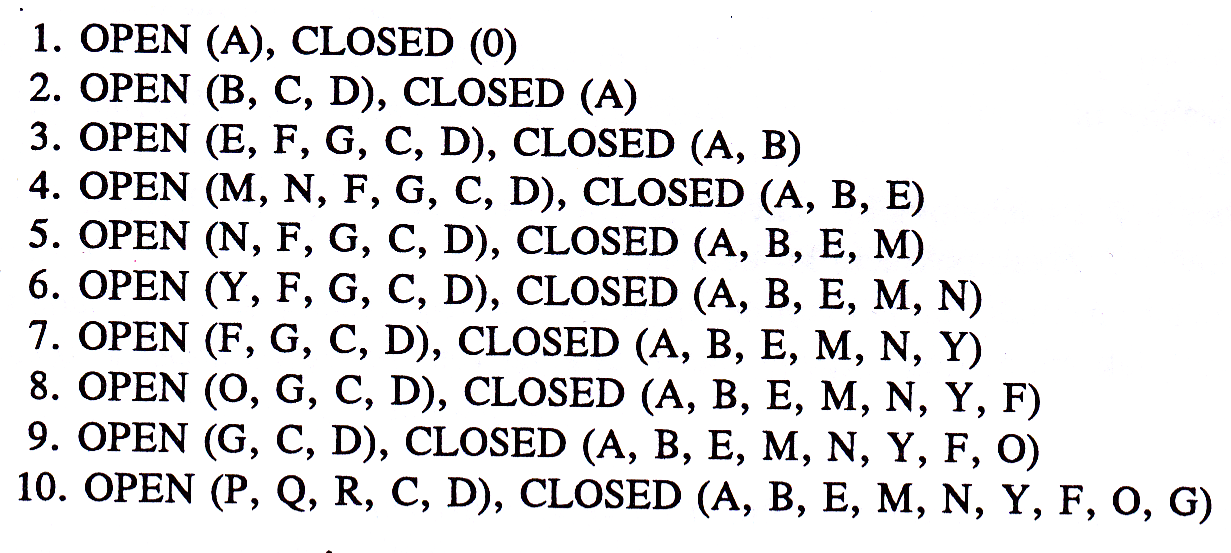 1. OPEN (A), CLOSED (0)
2. OPEN (B, C, D), CLOSED (A)
3. OPEN (E, F, G, C, D), CLOSED (A, B)
4. OPEN (M, N, F, G, C, D), CLOSED (A, B, E)
5. OPEN (N, F, G, C, D), CLOSED (A, B, E, M)
6. OPEN (Y, F, G, C, D), CLOSED (A, B, E, M, N)
7. OPEN (F, G, C, D), CLOSED (A, B, E, M, N, Y)
8. OPEN (O, G, C, D), CLOSED (A, B, E, M, N, Y, F)
9. OPEN (G, C, D), CLOSED (A, B, E, M, N, Y, F, O)
10. OPEN (P, Q, R, C, D), CLOSED (A, B, E, M, N, Y, F, O, G)